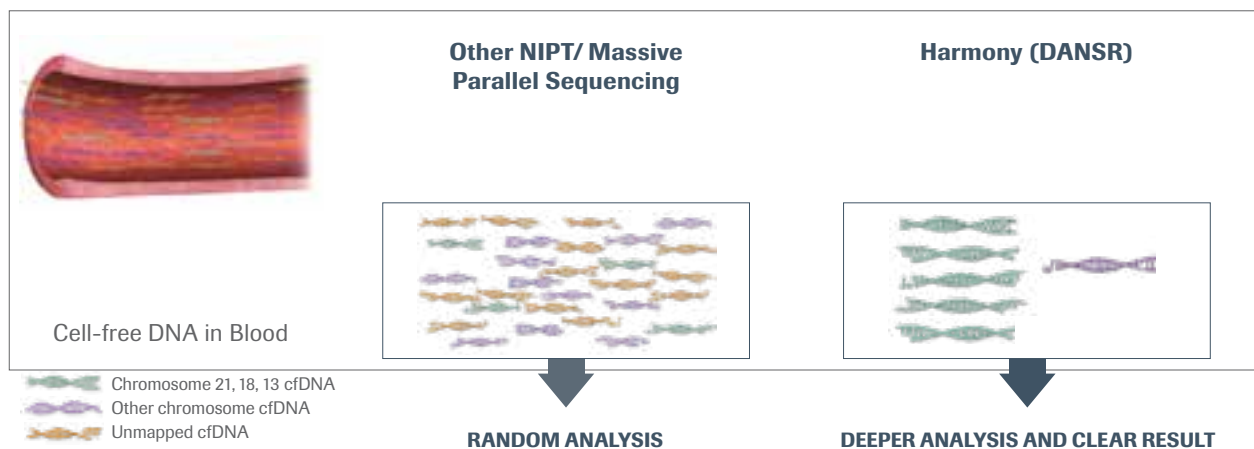 Other NIPT/ Massive
Parallel Sequencing
Harmony (DANSR)
Cell-free DNA in Blood
Chromosome 21, 18, 13 cfDNA
Other chromosome cfDNA
Unmapped cfDNA
RANDOM ANALYSIS
DEEPER ANALYSIS AND CLEAR RESULT